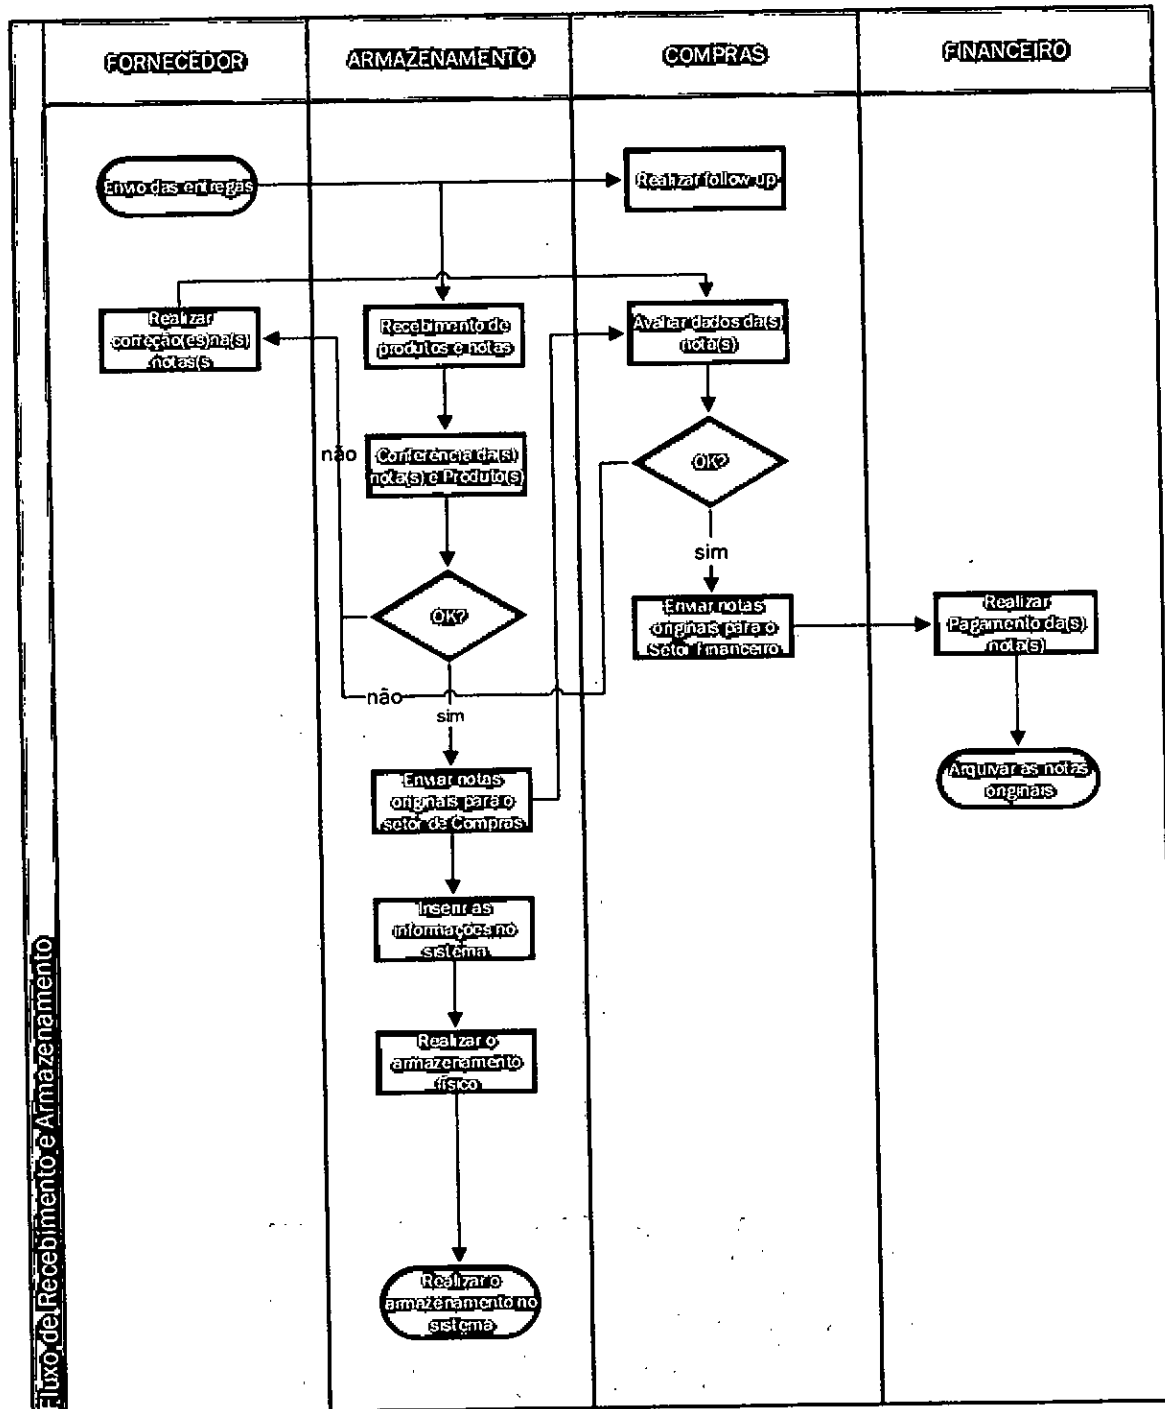 FORNECEDOR
ARMAZENAMENTO
COMPRAS
FINANCEIRO
Envio das entregas
Realizar follow up
Realizar
correção(es)na(s)
notas(s
Recebimento de
produtos e notas
Avaliar dados da(s)
nota(s)
não
Conferência da(s)
nota(s) e Produto(s)
OK?
sim
OK?
Enviar notas
originais para o
Setor Financeiro
Realizar
Pagamento da(s)
nota(s)
não
sim
Enviar notas
originais para o
setor de Compras
Arquivar as notas
originais
Inserir as
informações no
sistema
Realizar o
armazenamento
físico
Realizar o
armazenamento no
sistema
Fluxo de Recebimento e Armazenamento